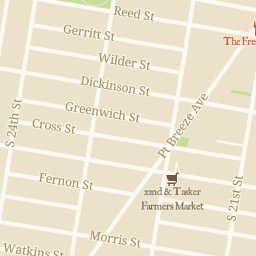 Reed St
Gerritt St
The Fre
Wilder St
Dickinson St
Greenwich St
Pt Breeze Ave
S 24th St
Cross St
Fernon St
22nd & Tasker
Farmers Market
S 21st St
Morris St
Watkins St